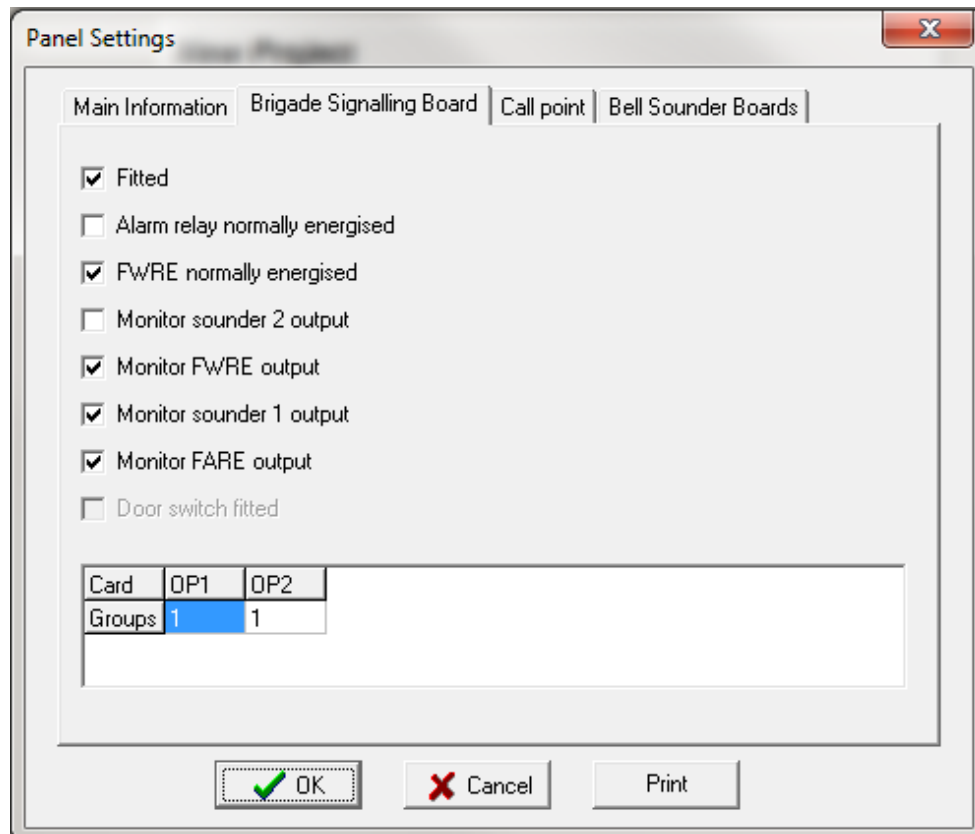 Panel Settings
New Project
Main Information Brigade Signalling Board Call point Bell Sounder Boards
Fitted
Alarm relay normally energised
FWRE normally energised
Monitor sounder 2 output
Monitor FWRE output
Monitor sounder 1 output
Monitor FARE output
Door switch fitted
Card OP1 OP2
Groups 1 1
OK Cancel Print